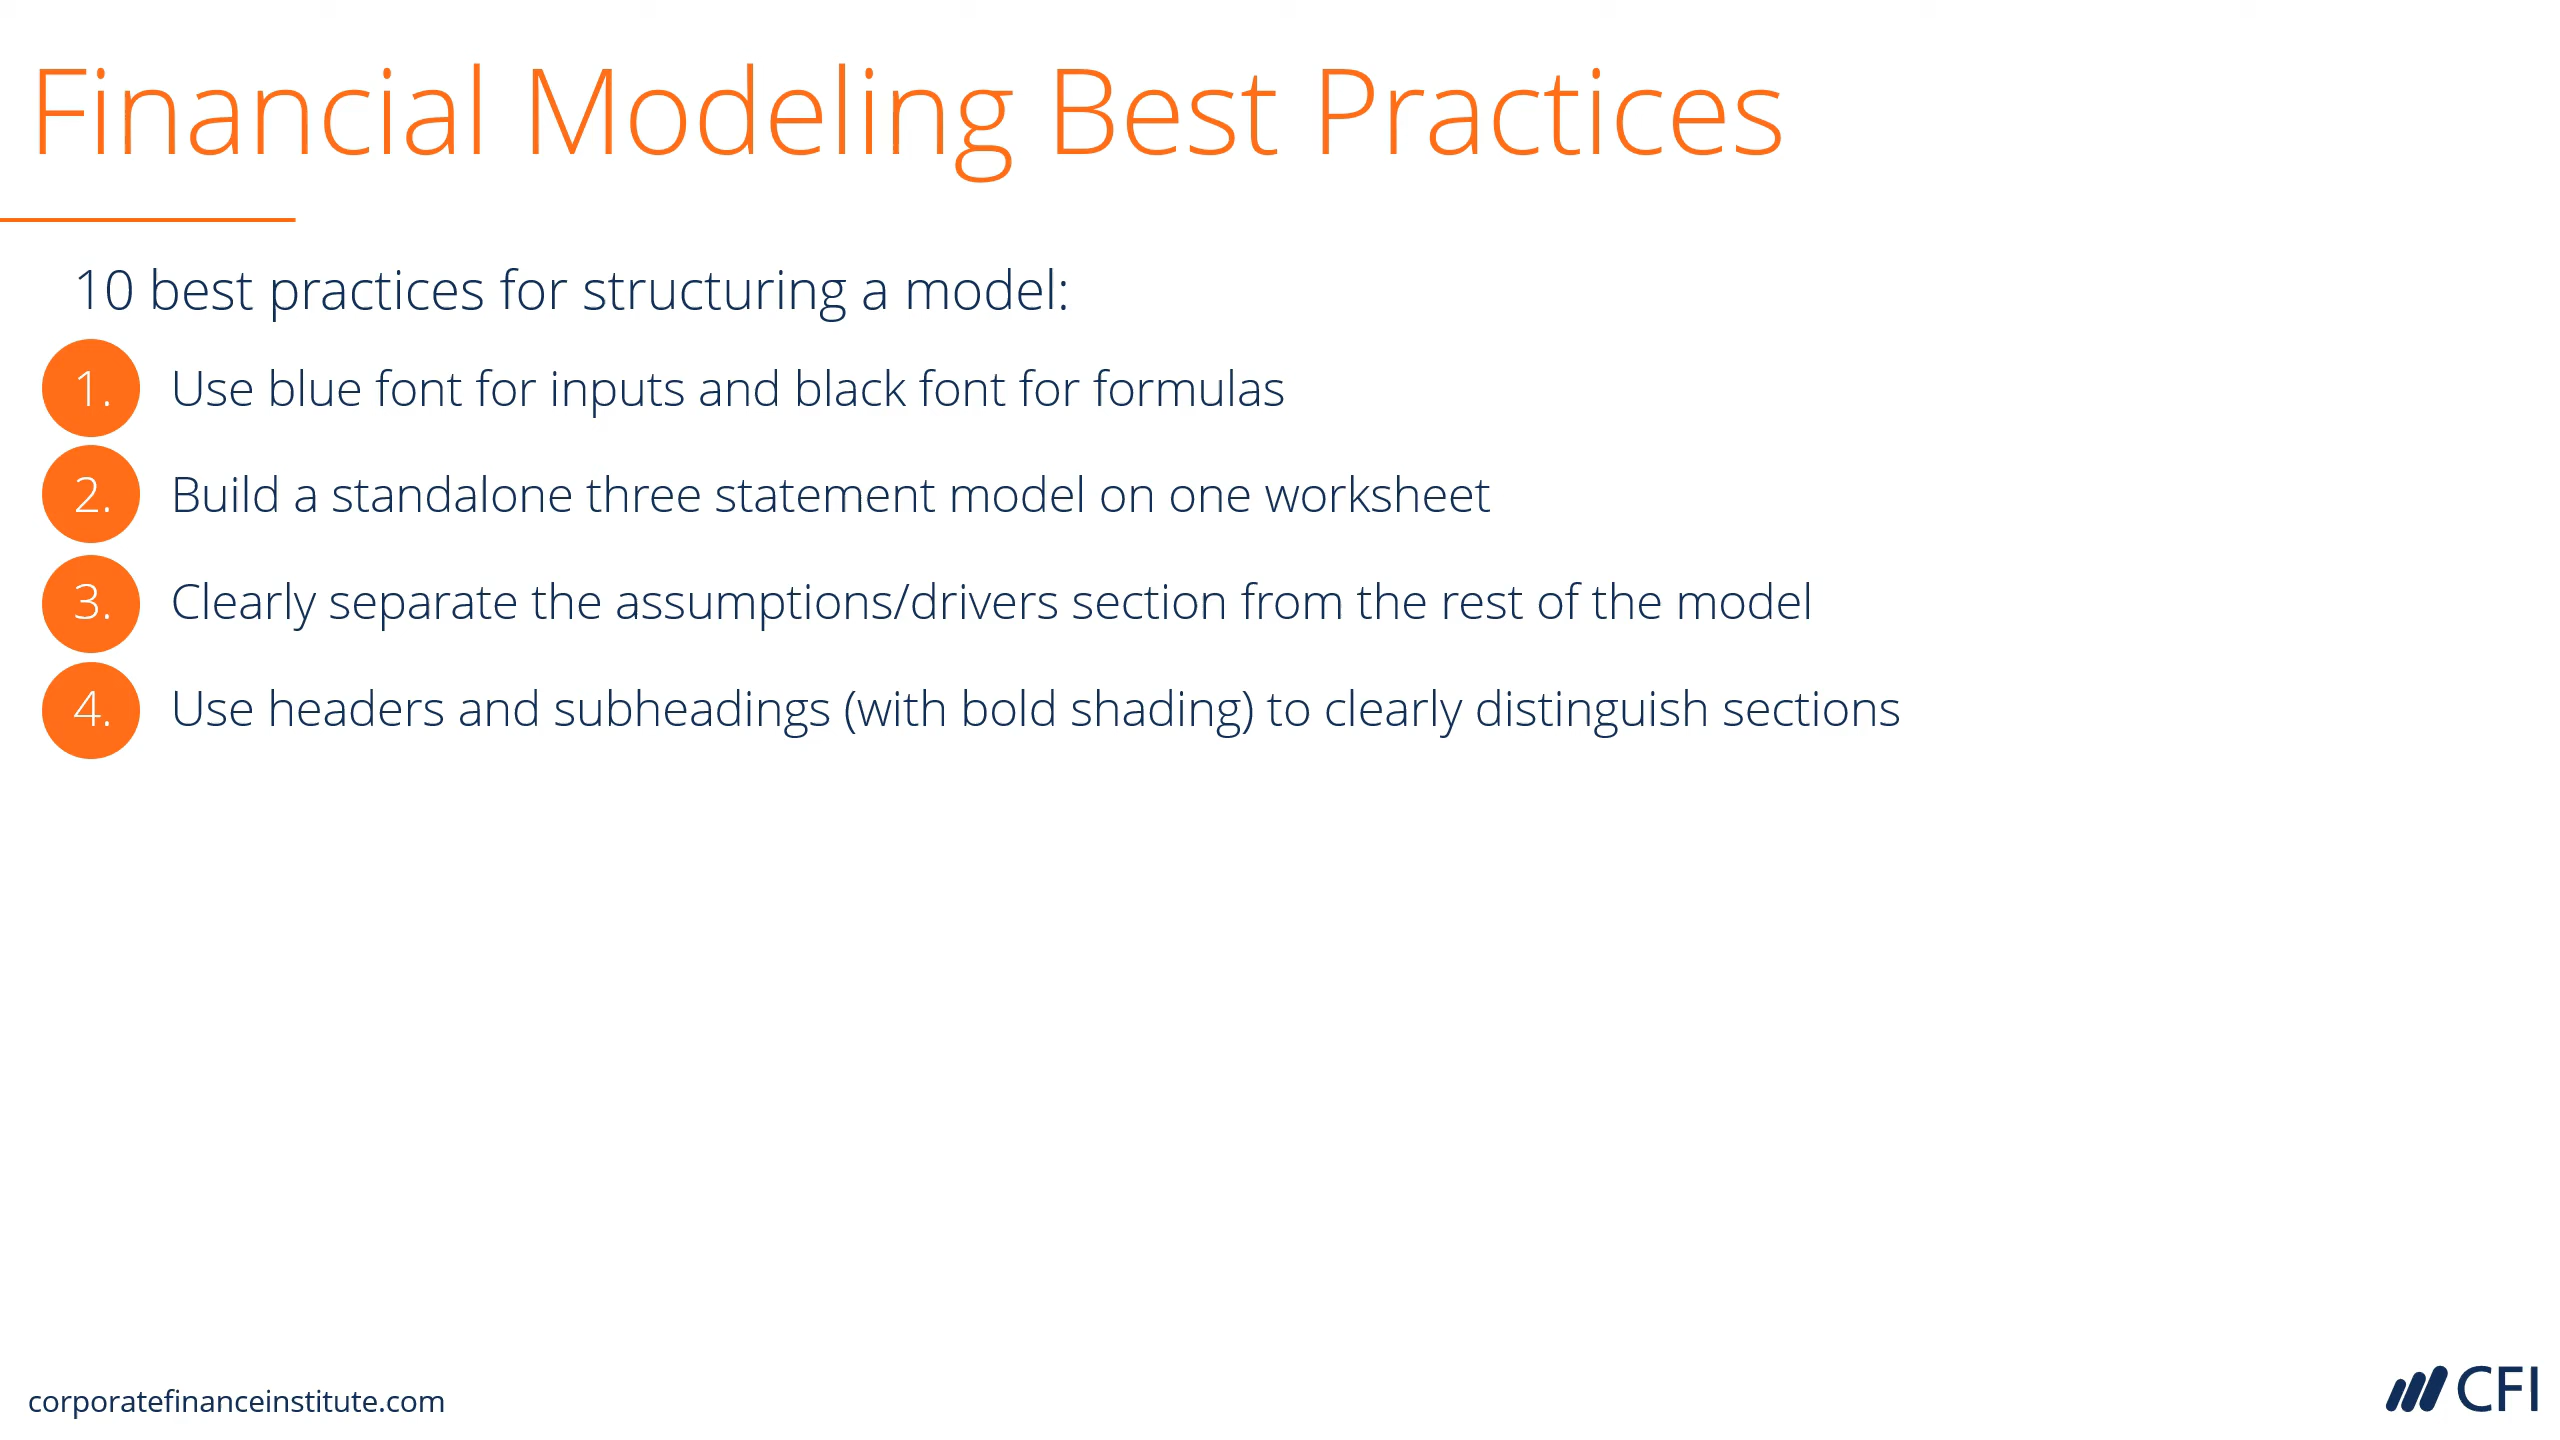 Financial Modeling Best Practices
10 best practices for structuring a model:
1. Use blue font for inputs and black font for formulas
2. Build a standalone three statement model on one worksheet
3. Clearly separate the assumptions/drivers section from the rest of the model
4. Use headers and subheadings (with bold shading) to clearly distinguish sections
corporatefinanceinstitute.com
CFI